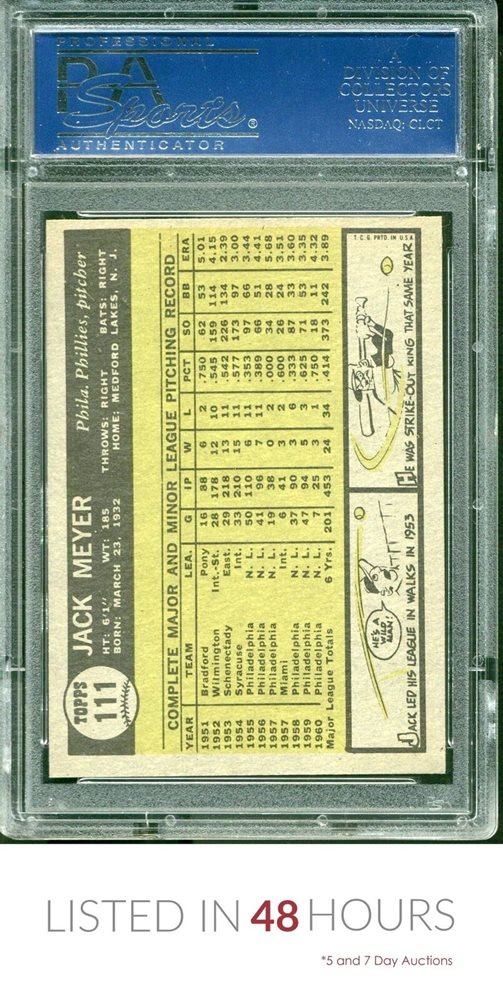 PROFESSIONAL
PSA
Sports®
AUTHENTICATOR
A
DIVISION OF
COLLECTORS
UNIVERSE
NASDAQ: CLCT
TOPPS
111
JACK MEYER Phila. Phillies, pitcher
HT: 6'1" WT: 185 THROWS: RIGHT BATS: RIGHT
BORN: MARCH 23, 1932 HOME: MEDFORD LAKES, N. J.
COMPLETE MAJOR AND MINOR LEAGUE PITCHING RECORD
YEAR TEAM LEA. G IP W L PCT SO BB ERA
1951 Bradford Pony 16 88 6 2 .750 62 53 5.01
1952 Wilmington Int.-St. 28 178 12 10 .545 159 114 4.15
1953 Schenectady East. 29 218 13 11 .542 226 134 2.39
1954 Syracuse Int. 33 210 15 11 .577 173 97 3.00
1955 Philadelphia N. L. 50 110 6 11 .353 97 66 3.44
1956 Philadelphia N. L. 41 96 7 11 .389 66 51 4.41
1957 Philadelphia N. L. 19 38 0 2 .000 34 28 5.68
1957 Miami Int. 6 41 3 2 .600 26 24 3.51
1958 Philadelphia N. L. 37 90 3 6 .333 87 33 3.60
1959 Philadelphia N. L. 47 94 5 3 .625 71 53 3.35
1960 Philadelphia N. L. 7 25 3 1 .750 18 11 4.32
Major League Totals 6 Yrs. 201 453 24 34 .414 373 242 3.89
HE'S A
WILD
MAN!
JACK LED HIS LEAGUE IN WALKS IN 1953
T. C. G. PRTD. IN U.S.A.
HE WAS STRIKE-OUT KING THAT SAME YEAR
LISTED IN 48 HOURS
*5 and 7 Day Auctions